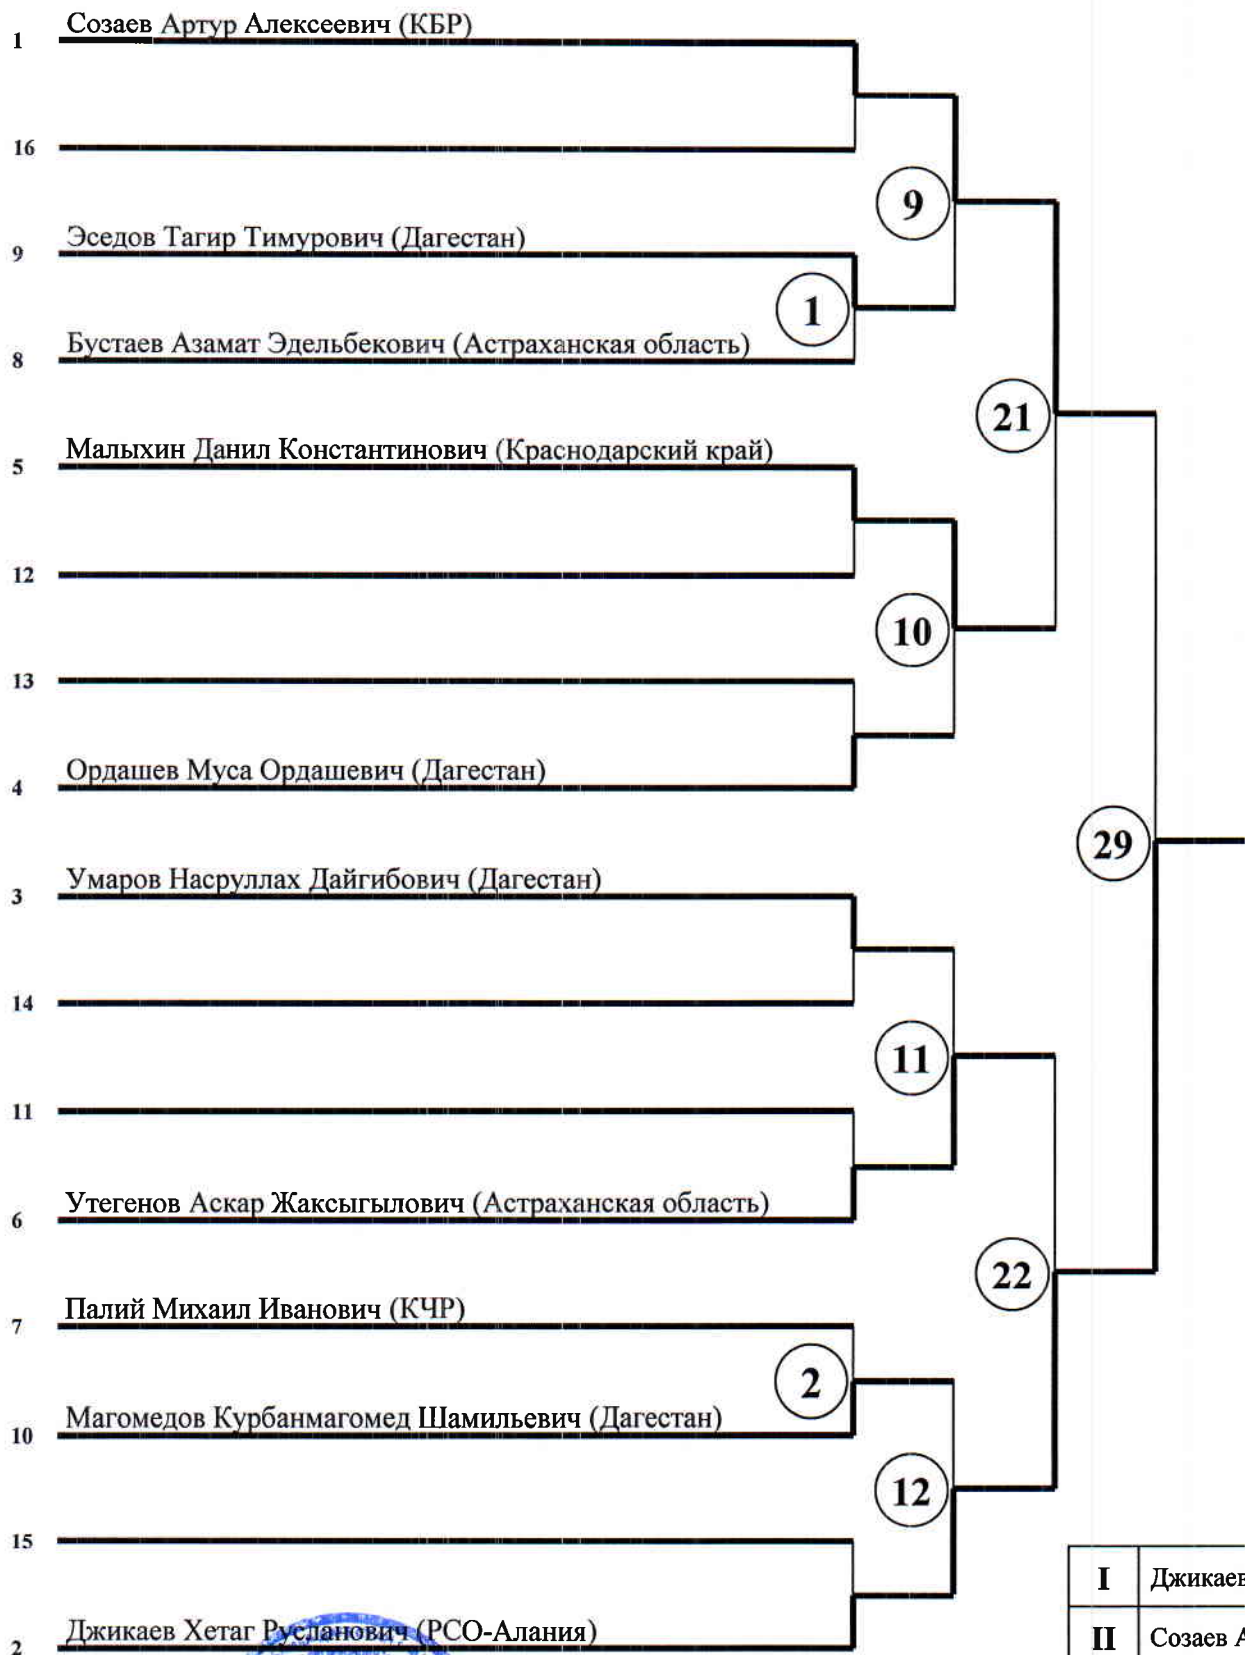 Созаев Артур Алексеевич (КБР)
1
16
9
Эседов Тагир Тимурович (Дагестан)
9
1
Бустаев Азамат Эдельбекович (Астраханская область)
8
21
Малыхин Данил Константинович (Краснодарский край)
5
12
10
13
Ордашев Муса Ордашевич (Дагестан)
4
29
Умаров Насруллах Дайгибович (Дагестан)
3
14
11
11
Утегенов Аскар Жаксыгылович (Астраханская область)
6
22
Палий Михаил Иванович (КЧР)
7
2
Магомедов Курбанмагомед Шамильевич (Дагестан)
10
12
15
I Джикаев
Джикаев Хетаг Русланович (РСО-Алания)
2
II Созаев А